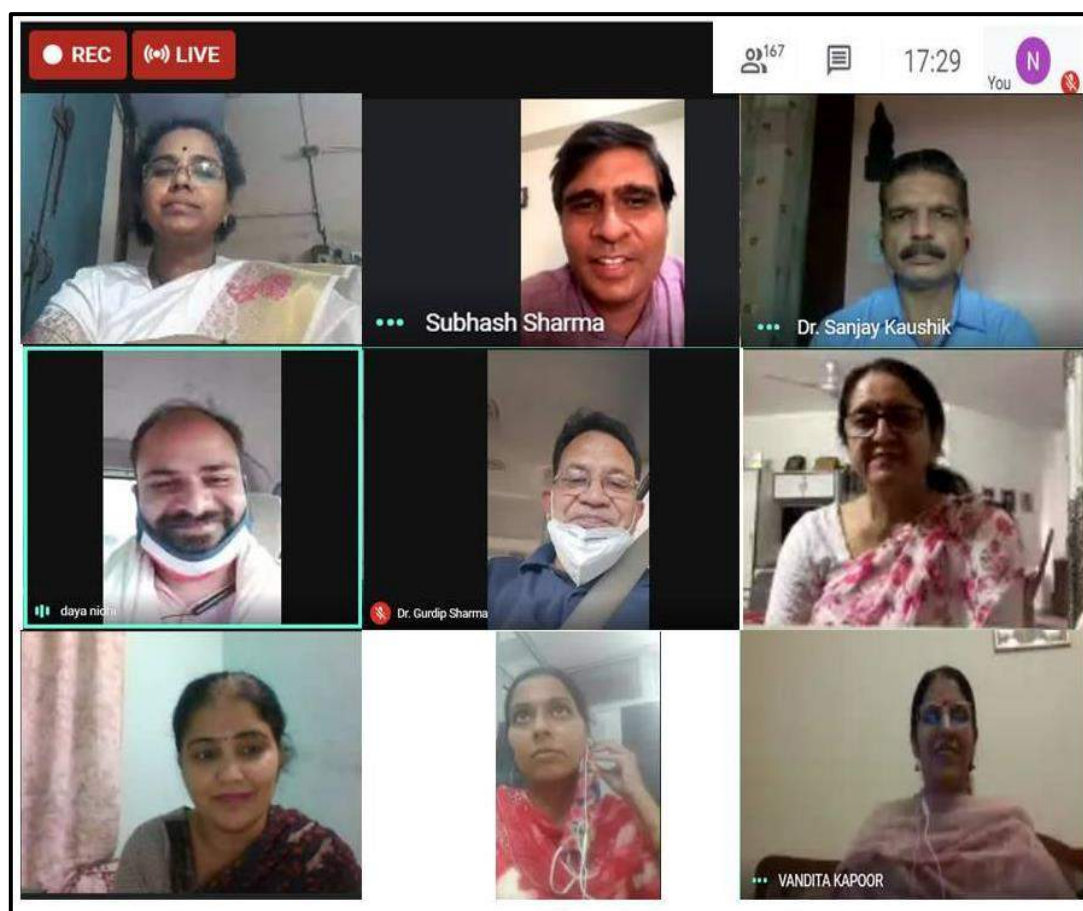 REC
LIVE
167
17:29
You
N
Subhash Sharma
Dr. Sanjay Kaushik
daya nidhi
Dr. Gurdip Sharma
VANDITA KAPOOR